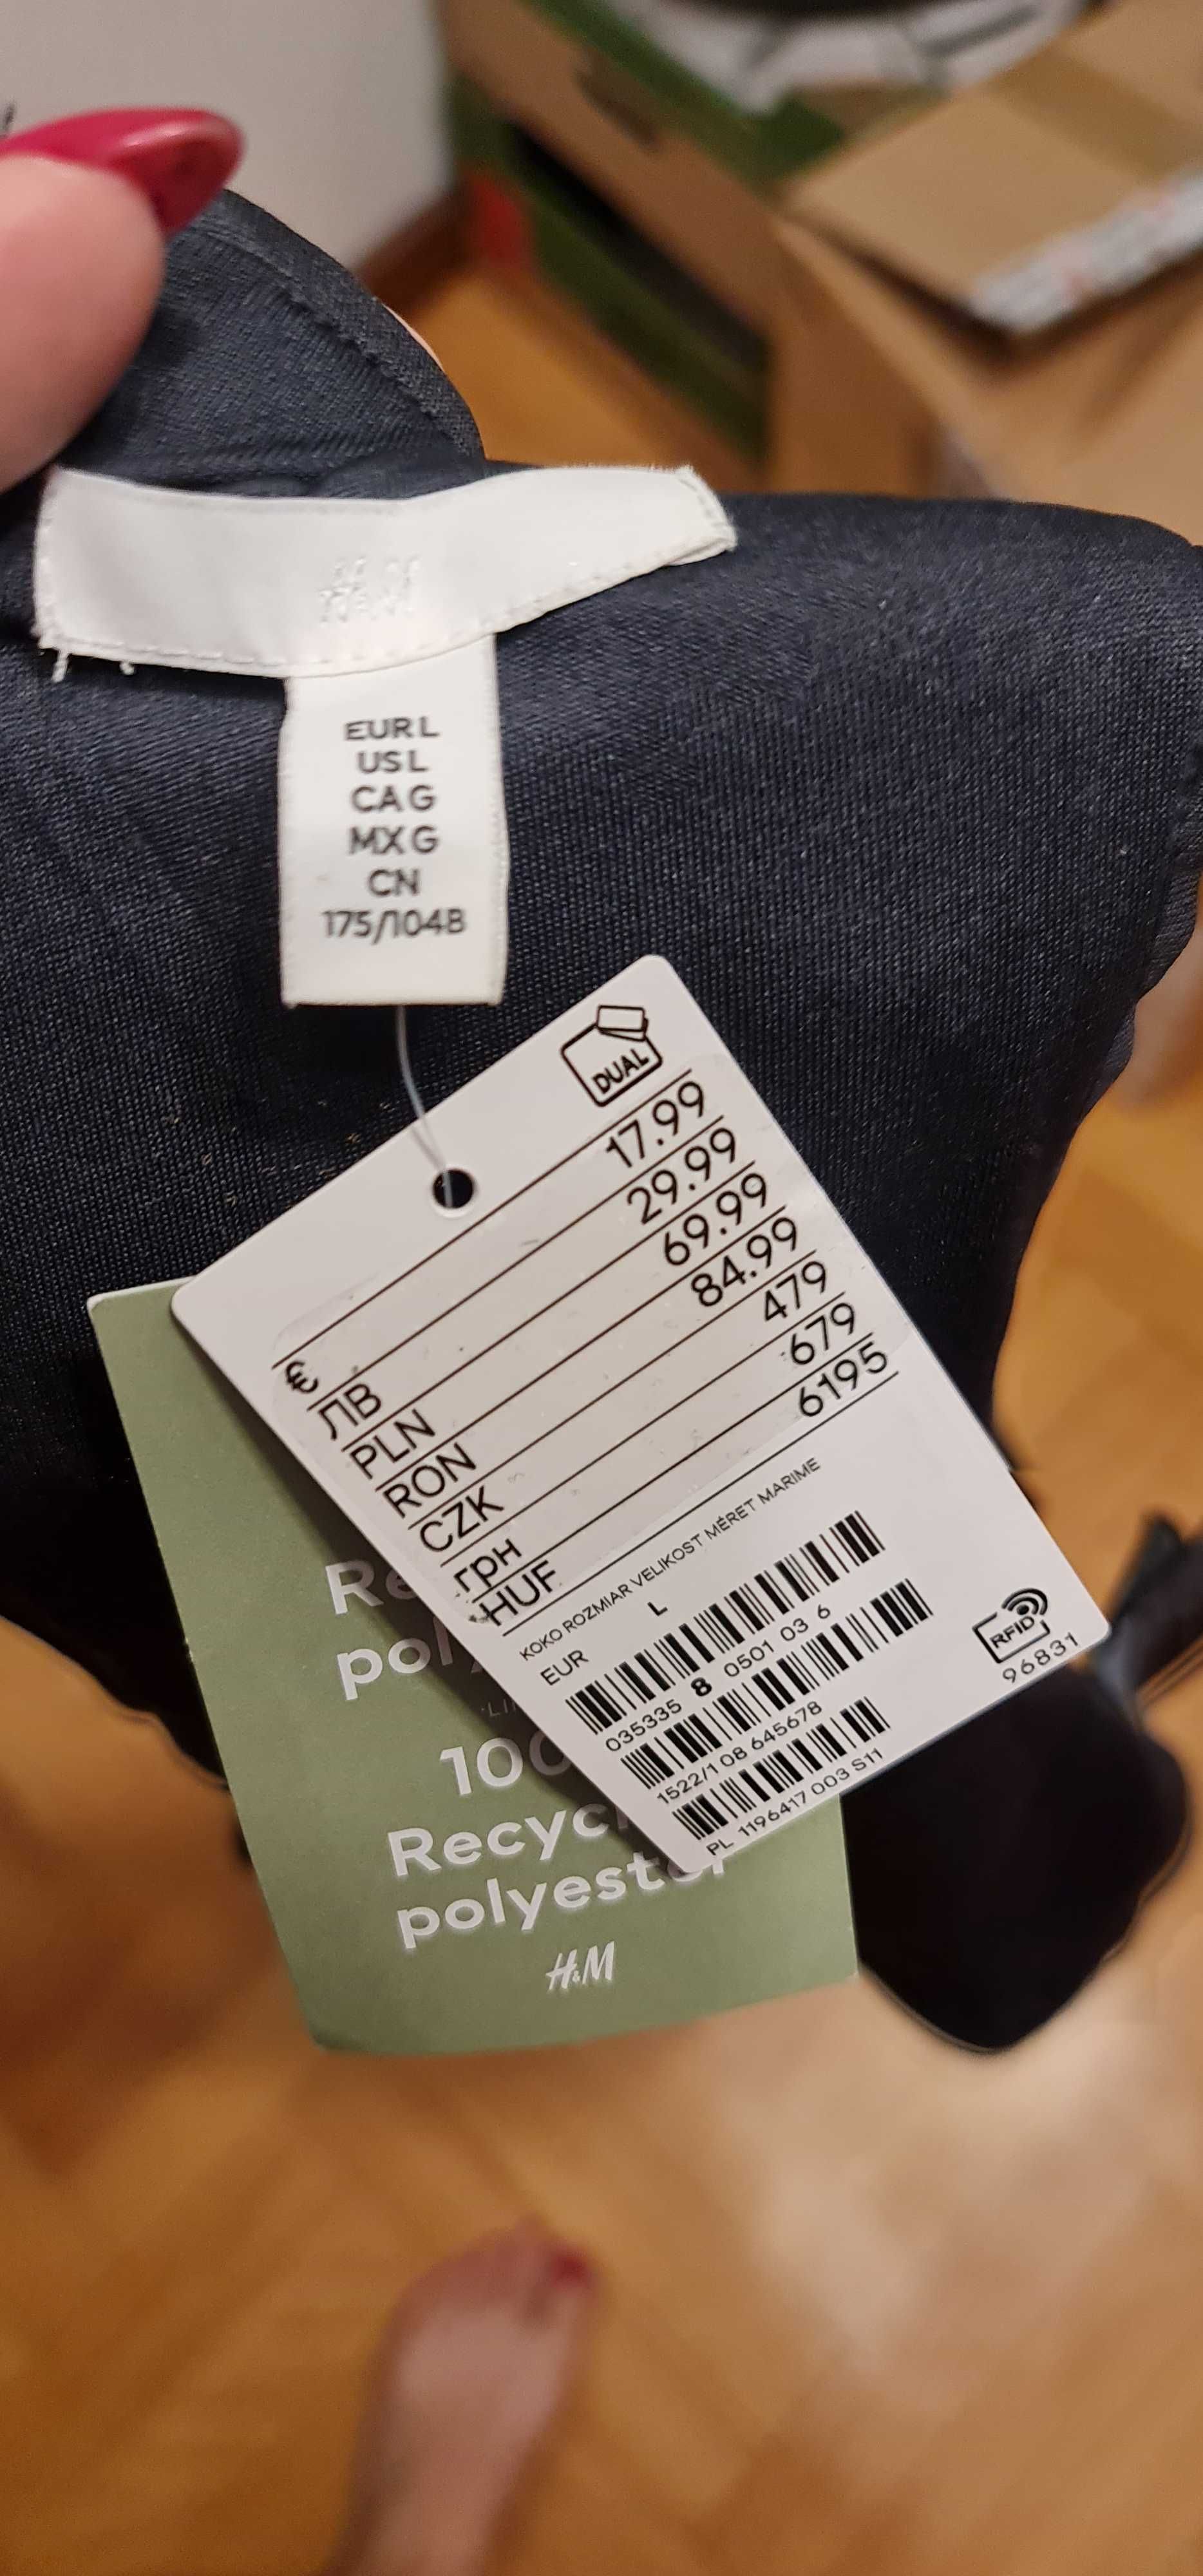 H&M
EUR L
US L
CA G
MX G
CN
175/104B
DUAL
€ 17.99
ЛВ 29.99
PLN 69.99
RON 84.99
CZK 479
грн 679
HUF 6195
KOKO ROZMIAR VELIKOST MÉRET MARIME
EUR L
035335 8 0501 03 6
1522/1 08 645678
PL 1196417 003 S11
RFID
96831
100
polyester
H&M